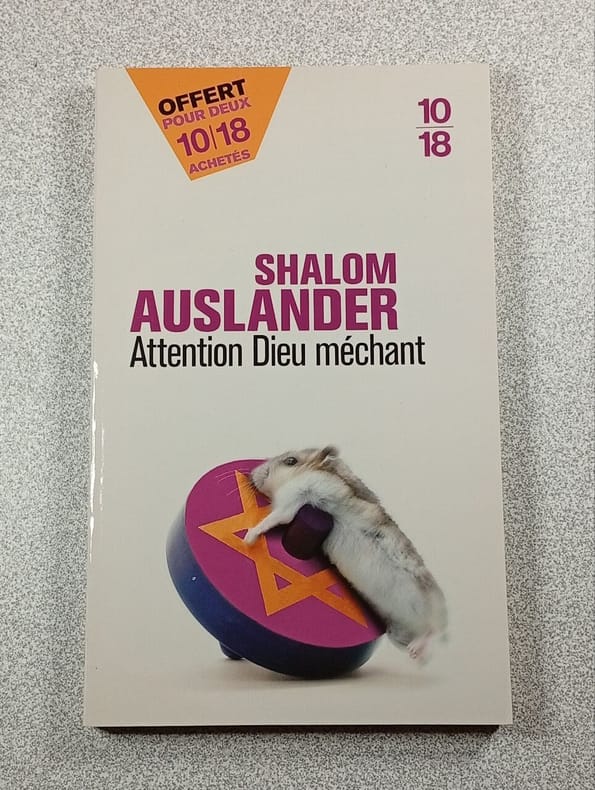 OFFERT
POUR DEUX
10|18
ACHETÉS
10
18
SHALOM
AUSLANDER
Attention Dieu méchant